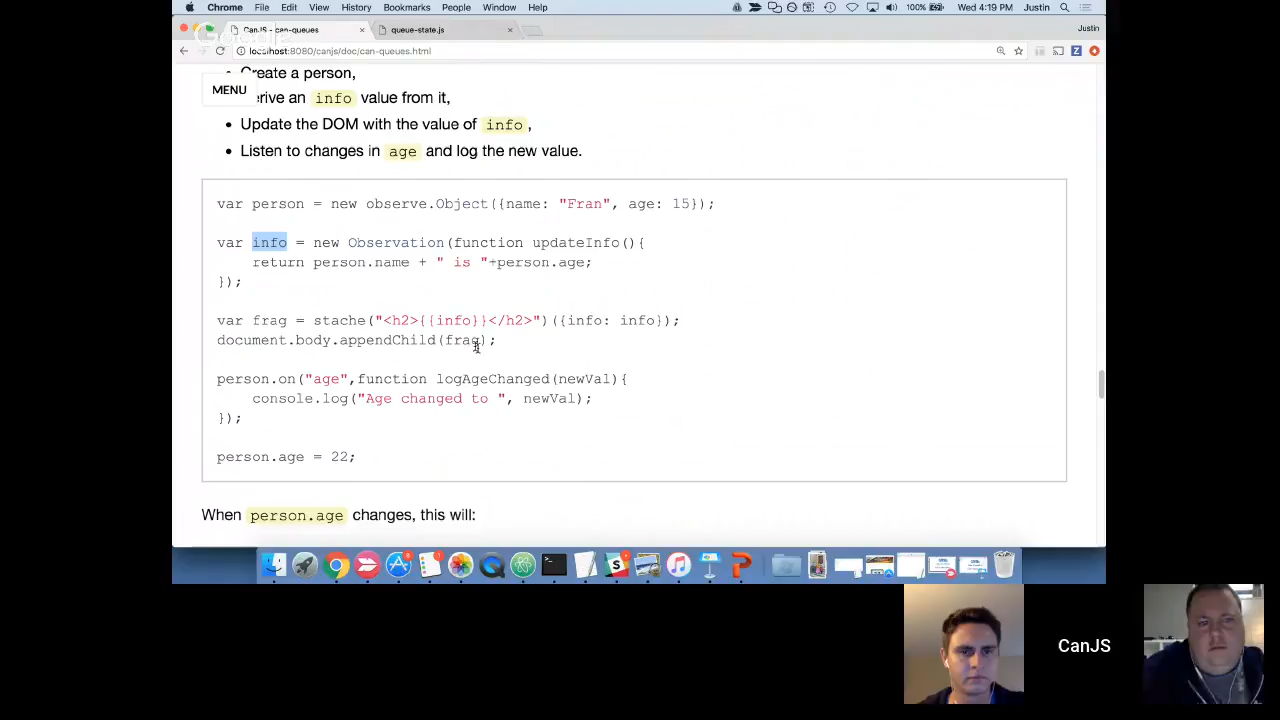 Chrome File Edit View History Bookmarks People Window Help 100% Wed 4:19 PM Justin
CanJS - can-queues queue-state.js Justin
localhost:8080/canjs/doc/can-queues.html
Create a person,
MENU
erive an info value from it,
Update the DOM with the value of info,
Listen to changes in age and log the new value.
var person = new observe.Object({name: "Fran", age: 15});
var info = new Observation(function updateInfo(){
return person.name + " is "+person.age;
});
var frag = stache("<h2>{{info}}</h2>")({info: info});
document.body.appendChild(frag);
person.on("age",function logAgeChanged(newVal){
console.log("Age changed to ", newVal);
});
person.age = 22;
When person.age changes, this will:
CanJS